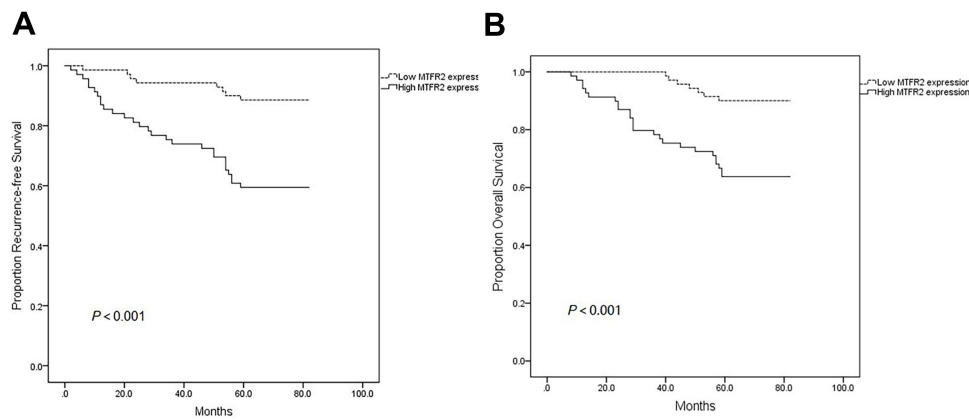 A
Proportion Recurrence-free Survival
1.0
0.8
0.6
0.4
0.2
0.0
.0 20.0 40.0 60.0 80.0 100.0
Months
P < 0.001
Low MTFR2 express
High MTFR2 express
B
Proportion Overall Survical
1.0
0.8
0.6
0.4
0.2
0.0
.0 20.0 40.0 60.0 80.0 100.0
Months
P < 0.001
Low MTFR2 expression
High MTFR2 expression